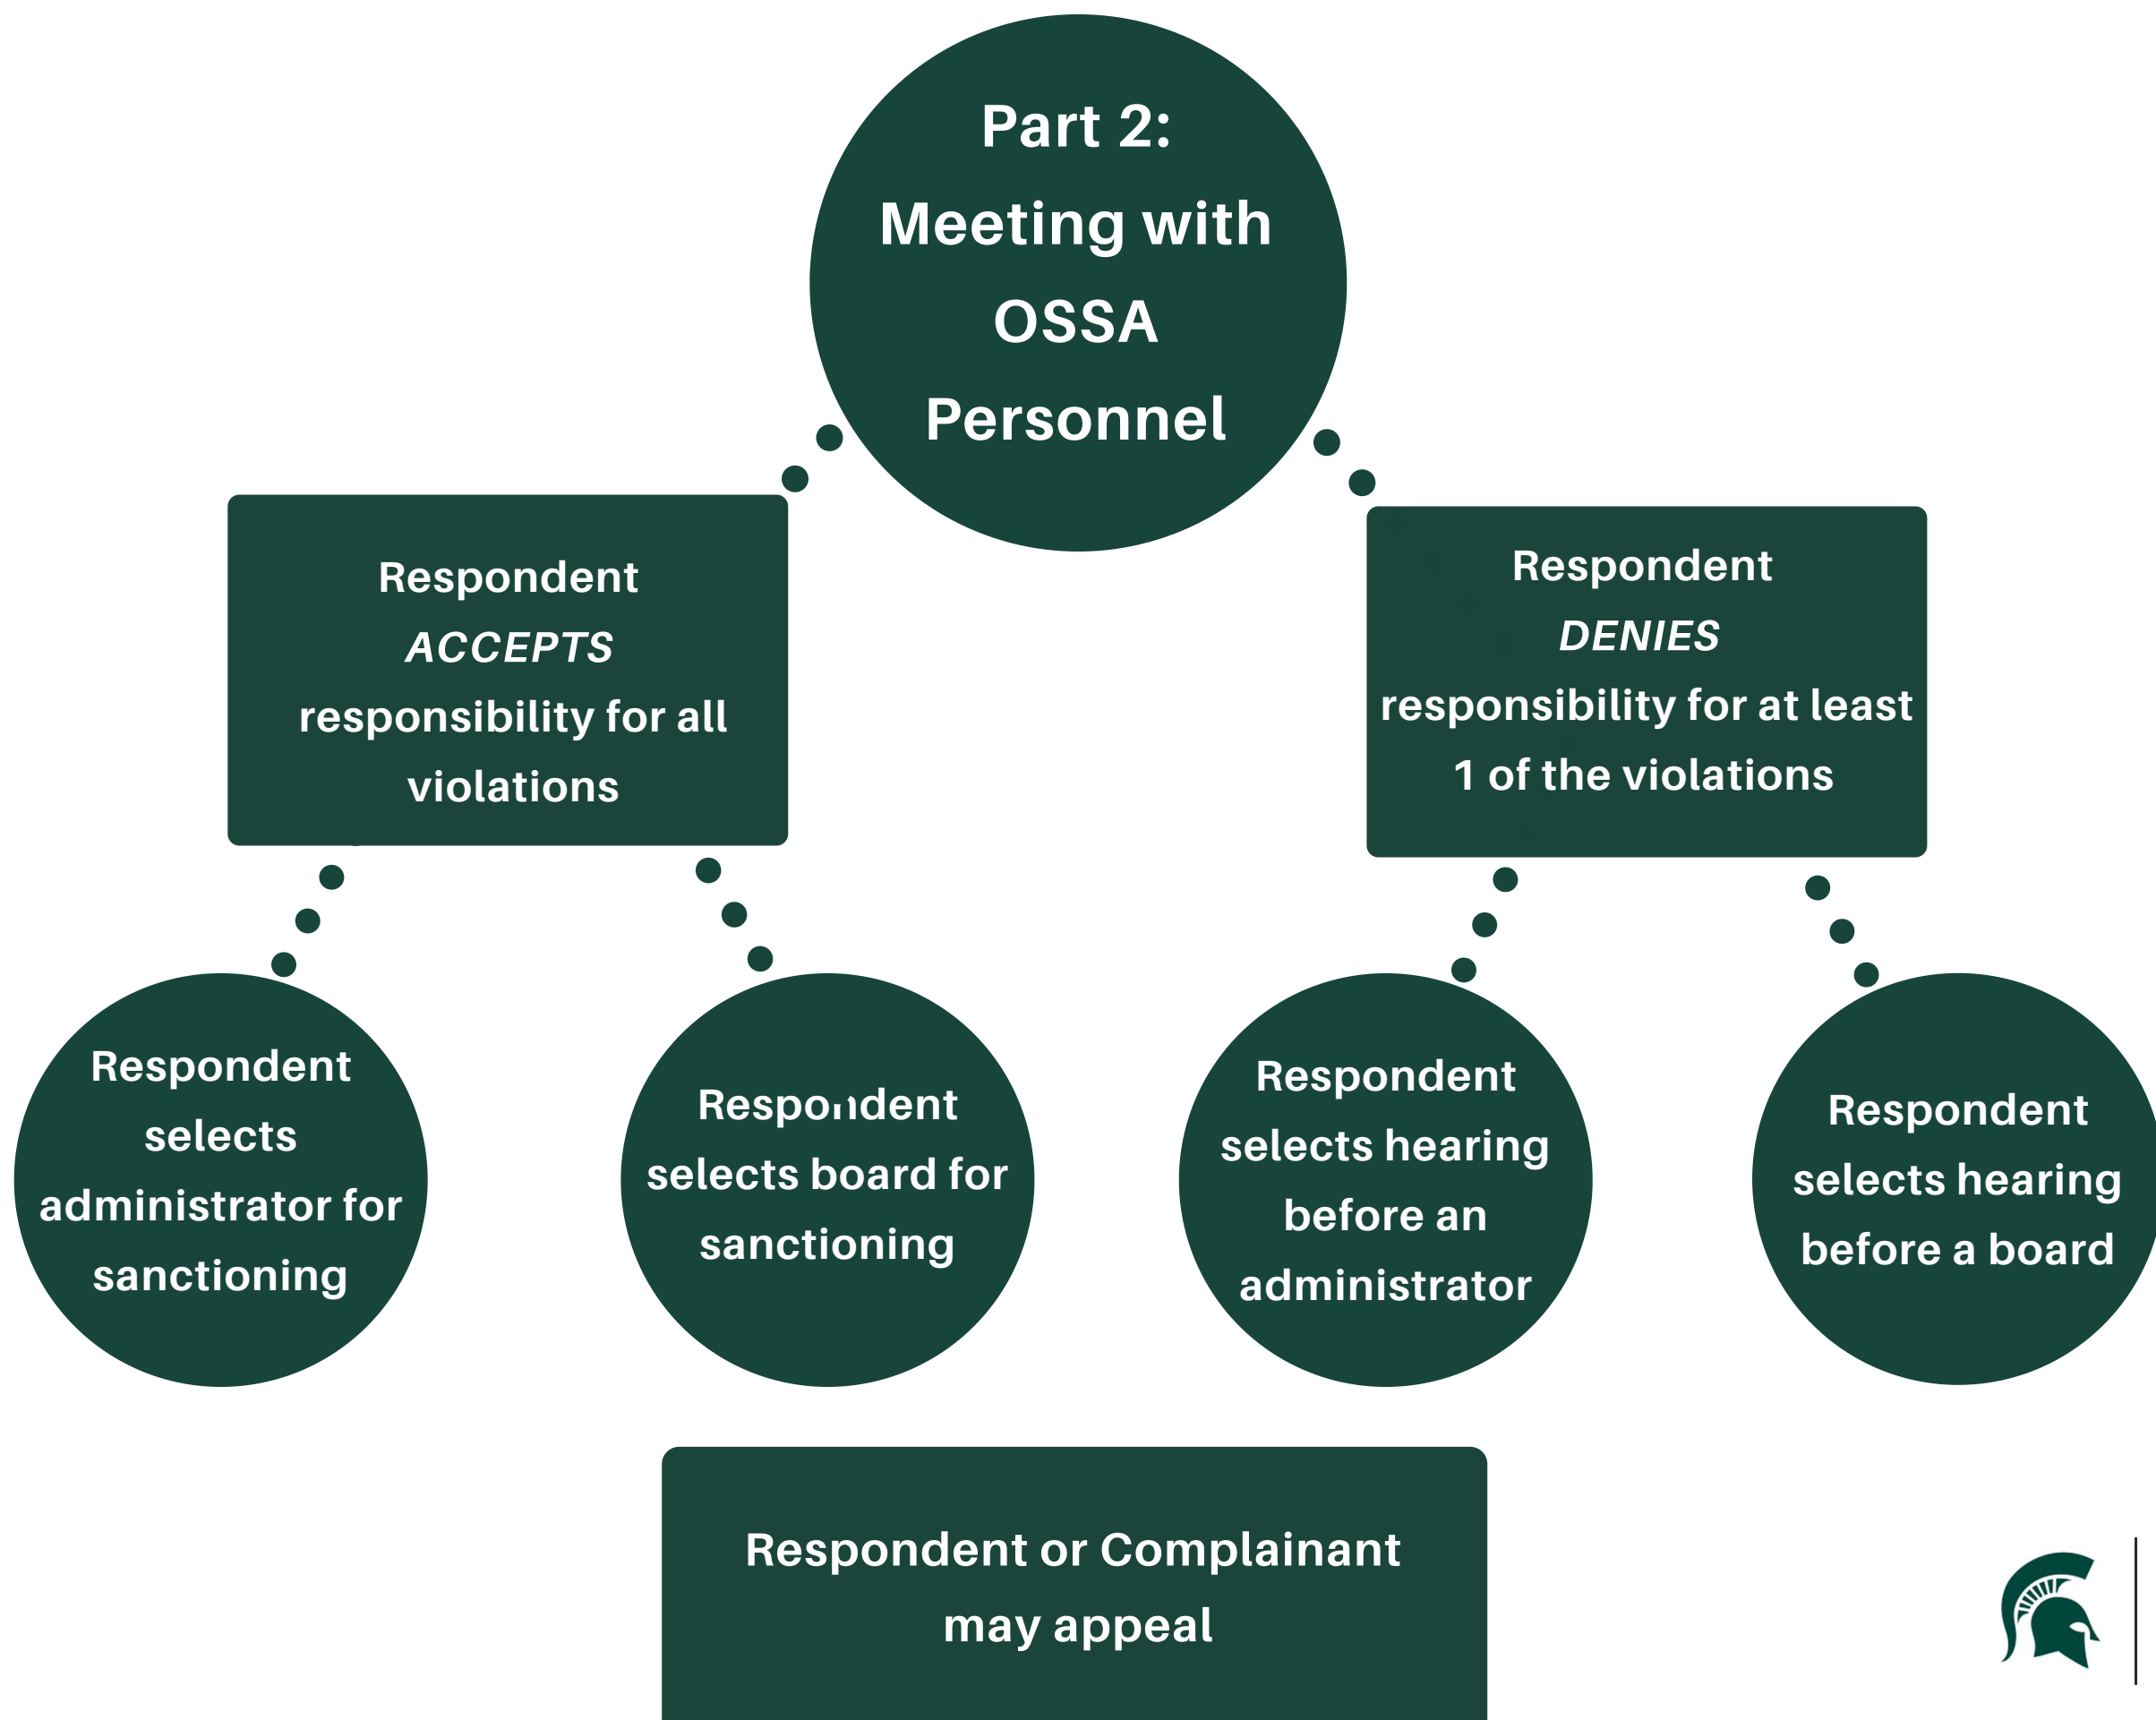 Part 2:
Meeting with
OSSA
Personnel
Respondent
ACCEPTS
responsibility for all
violations
Respondent
DENIES
responsibility for at least
1 of the violations
Respondent
selects
administrator for
sanctioning
Respondent
selects board for
sanctioning
Respondent
selects hearing
before an
administrator
Respondent
selects hearing
before a board
Respondent or Complainant
may appeal